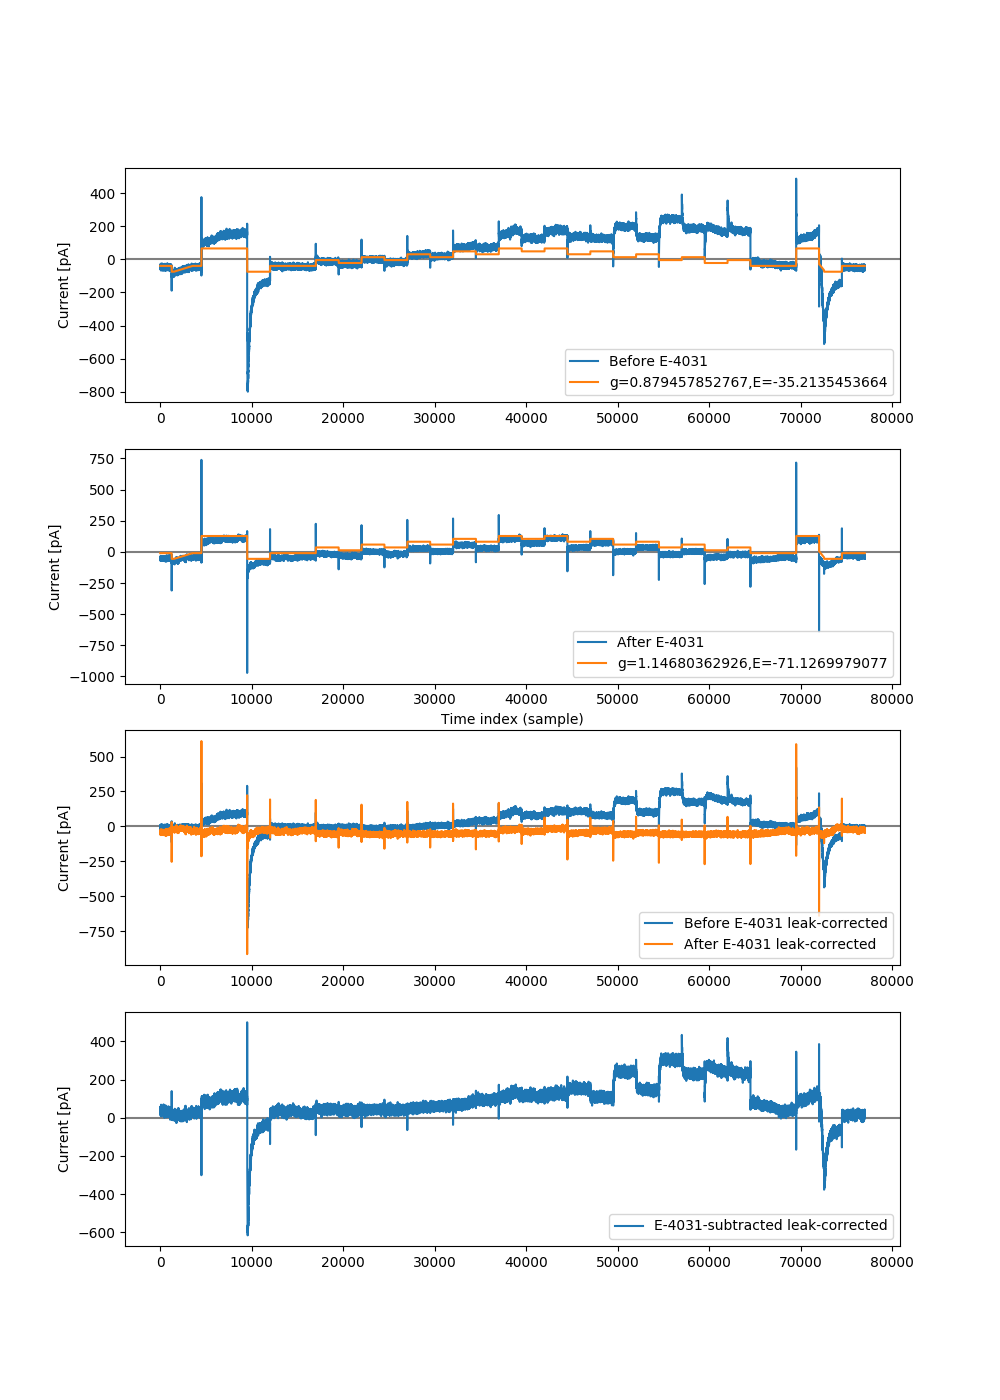 400
200
0
−200
−400
−600
−800
Current [pA]
Before E-4031
g=0.879457852767,E=-35.2135453664
0 10000 20000 30000 40000 50000 60000 70000 80000
750
500
250
0
−250
−500
−750
−1000
Current [pA]
After E-4031
g=1.14680362926,E=-71.1269979077
0 10000 20000 30000 40000 50000 60000 70000 80000
Time index (sample)
500
250
0
−250
−500
−750
Current [pA]
Before E-4031 leak-corrected
After E-4031 leak-corrected
0 10000 20000 30000 40000 50000 60000 70000 80000
400
200
0
−200
−400
−600
Current [pA]
E-4031-subtracted leak-corrected
0 10000 20000 30000 40000 50000 60000 70000 80000